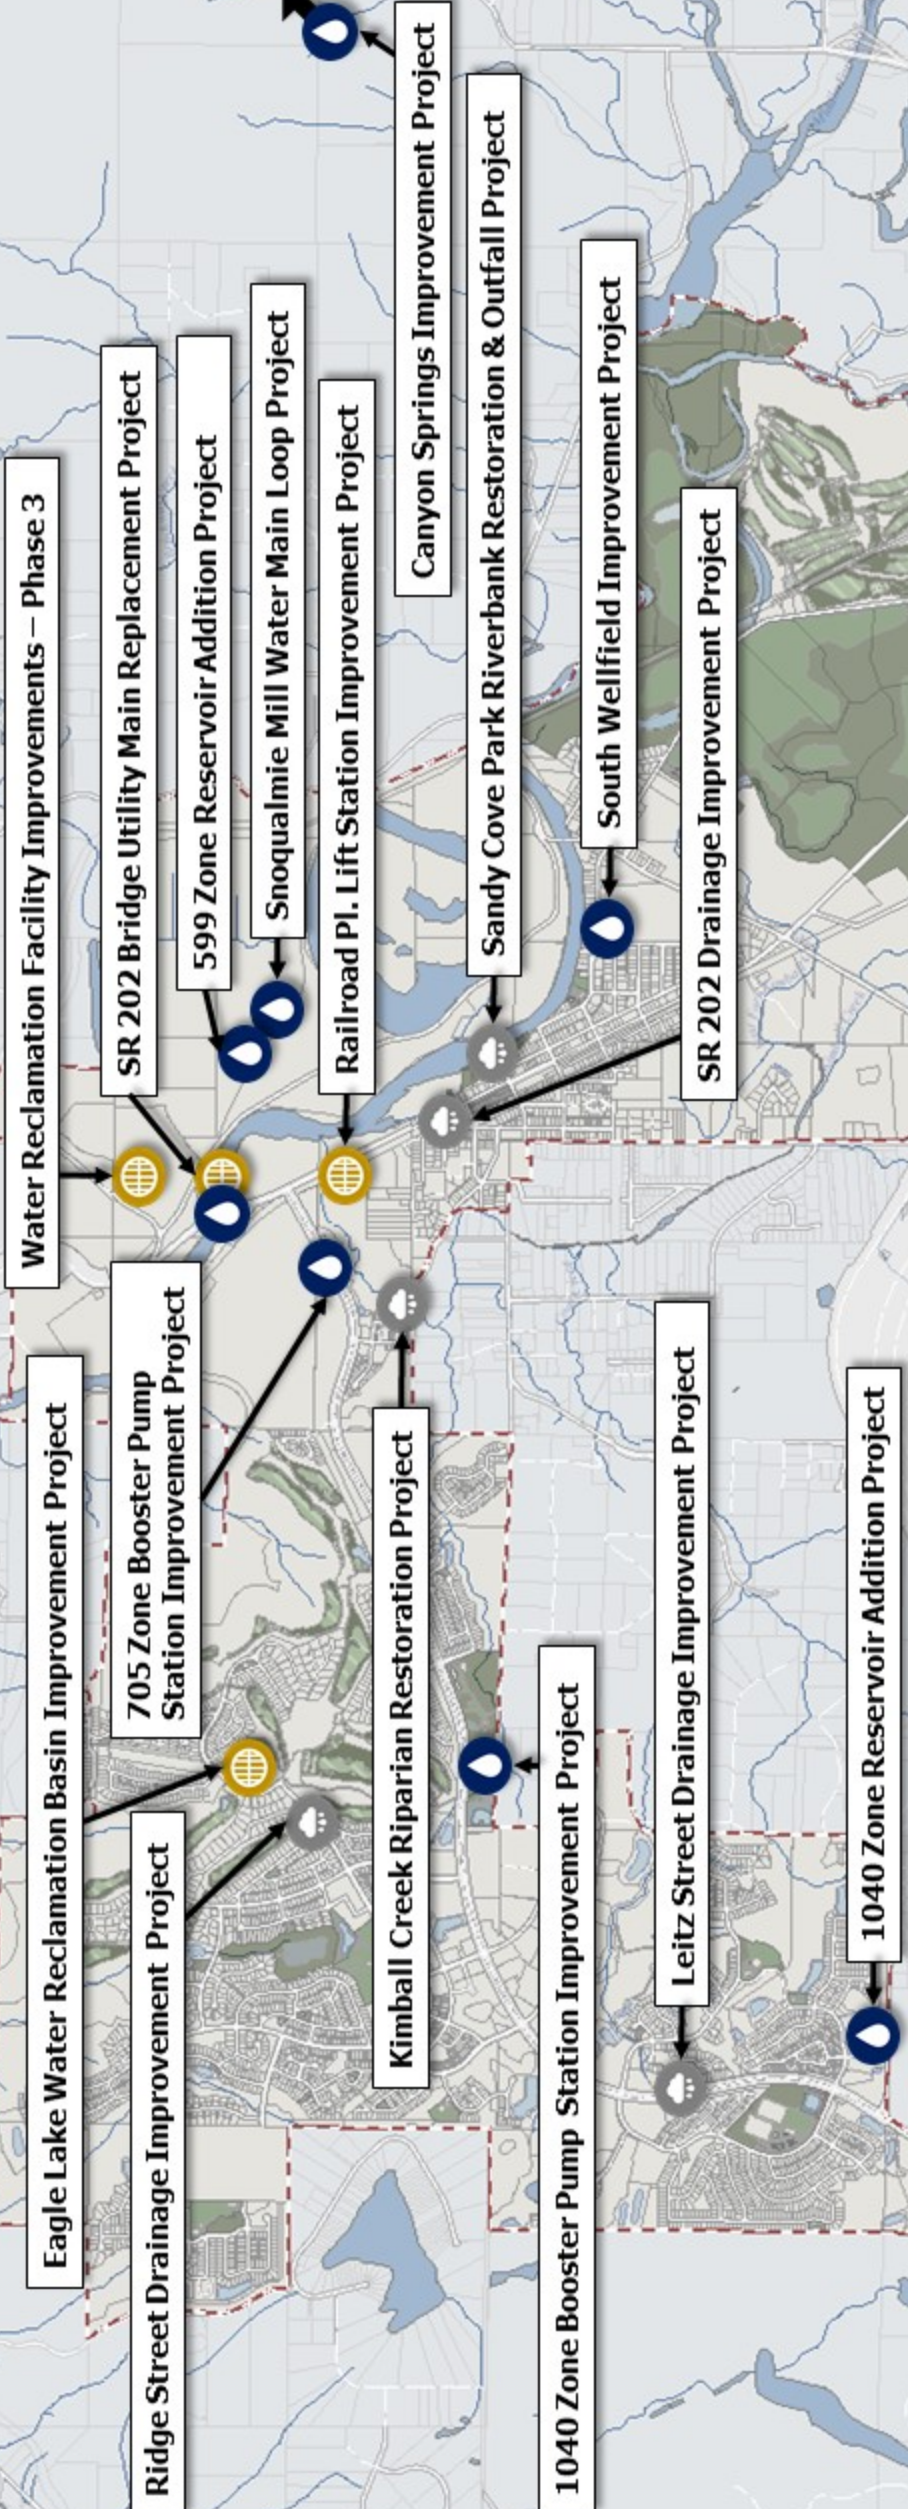 Water Reclamation Facility Improvements – Phase 3
SR 202 Bridge Utility Main Replacement Project
599 Zone Reservoir Addition Project
Snoqualmie Mill Water Main Loop Project
Railroad Pl. Lift Station Improvement Project
Canyon Springs Improvement Project
Sandy Cove Park Riverbank Restoration & Outfall Project
South Wellfield Improvement Project
SR 202 Drainage Improvement Project
Eagle Lake Water Reclamation Basin Improvement Project
705 Zone Booster Pump
Station Improvement Project
Ridge Street Drainage Improvement Project
Kimball Creek Riparian Restoration Project
1040 Zone Booster Pump Station Improvement Project
Leitz Street Drainage Improvement Project
1040 Zone Reservoir Addition Project